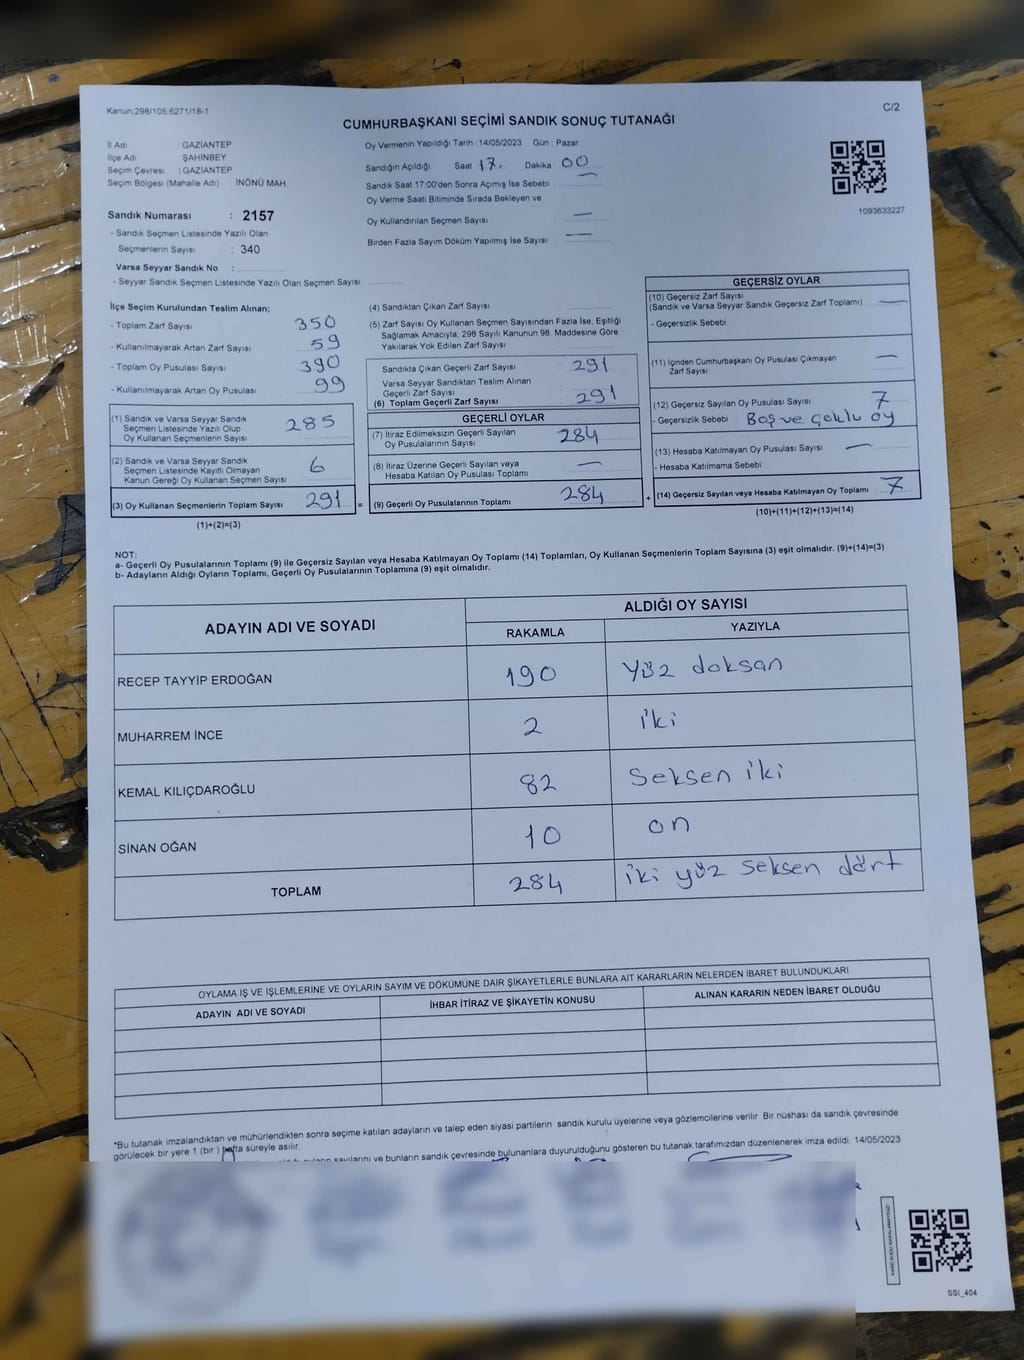 Kanun:298/105;6271/18-1
C/2
CUMHURBAŞKANI SEÇİMİ SANDIK SONUÇ TUTANAĞI
İl Adı : GAZİANTEP
İlçe Adı : ŞAHİNBEY
Seçim Çevresi : GAZİANTEP
Seçim Bölgesi (Mahalle Adı) İNÖNÜ MAH.
Sandık Numarası : 2157
- Sandık Seçmen Listesinde Yazılı Olan
Seçmenlerin Sayısı : 340
Varsa Seyyar Sandık No :
- Seyyar Sandık Seçmen Listesinde Yazılı Olan Seçmen Sayısı
Oy Vermenin Yapıldığı Tarih : 14/05/2023 Gün : Pazar
Sandığın Açıldığı Saat 17. Dakika 00
Sandık Saat 17:00'den Sonra Açımış İse Sebebi : —
Oy Verme Saati Bitiminde Sırada Bekleyen ve
Oy Kullandırılan Seçmen Sayısı : —
Birden Fazla Sayım Döküm Yapılmış İse Sayısı : —
1093633227
İlçe Seçim Kurulundan Teslim Alınan;
- Toplam Zarf Sayısı : 350
- Kullanılmayarak Artan Zarf Sayısı : 59
- Toplam Oy Pusulası Sayısı : 390
- Kullanılmayarak Artan Oy Pusulası : 99
(1) Sandık ve Varsa Seyyar Sandık
Seçmen Listesinde Yazılı Olup
Oy Kullanan Seçmenlerin Sayısı 285
(2) Sandık ve Varsa Seyyar Sandık
Seçmen Listesinde Kayıtlı Olmayan
Kanun Gereği Oy Kullanan Seçmen Sayısı : 6
(3) Oy Kullanan Seçmenlerin Toplam Sayısı 291
(1)+(2)=(3)
(4) Sandıktan Çıkan Zarf Sayısı :
(5) Zarf Sayısı Oy Kullanan Seçmen Sayısından Fazla İse, Eşitliği
Sağlamak Amacıyla; 298 Sayılı Kanunun 98. Maddesine Göre
Yakılarak Yok Edilen Zarf Sayısı :
Sandıkta Çıkan Geçerli Zarf Sayısı : 291
Varsa Seyyar Sandıktan Teslim Alınan
Geçerli Zarf Sayısı :
(6) Toplam Geçerli Zarf Sayısı 291
=
GEÇERLİ OYLAR
(7) İtiraz Edilmeksizin Geçerli Sayılan
Oy Pusulalarının Sayısı : 284
(8) İtiraz Üzerine Geçerli Sayılan veya
Hesaba Katılan Oy Pusulası Toplamı : —
(9) Geçerli Oy Pusulalarının Toplamı : 284
+
GEÇERSİZ OYLAR
(10) Geçersiz Zarf Sayısı
(Sandık ve Varsa Seyyar Sandık Geçersiz Zarf Toplamı) —
- Geçersizlik Sebebi :
(11) İçinden Cumhurbaşkanı Oy Pusulası Çıkmayan
Zarf Sayısı : —
(12) Geçersiz Sayılan Oy Pusulası Sayısı : 7
- Geçersizlik Sebebi : Boş ve çoklu oy
(13) Hesaba Katılmayan Oy Pusulası Sayısı : —
- Hesaba Katılmama Sebebi
(14) Geçersiz Sayılan veya Hesaba Katılmayan Oy Toplamı : 7
(10)+(11)+(12)+(13)=(14)
NOT:
a- Geçerli Oy Pusulalarının Toplamı (9) ile Geçersiz Sayılan veya Hesaba Katılmayan Oy Toplamı (14) Toplamları, Oy Kullanan Seçmenlerin Toplam Sayısına (3) eşit olmalıdır. (9)+(14)=(3)
b- Adayların Aldığı Oyların Toplamı, Geçerli Oy Pusulalarının Toplamına (9) eşit olmalıdır.
ADAYIN ADI VE SOYADI
ALDIĞI OY SAYISI
RAKAMLA YAZIYLA
RECEP TAYYİP ERDOĞAN 190 yüz doksan
MUHARREM İNCE 2 iki
KEMAL KILIÇDAROĞLU 82 Seksen iki
SİNAN OĞAN 10 on
TOPLAM 284 iki yüz seksen dört
OYLAMA İŞ VE İŞLEMLERİNE VE OYLARIN SAYIM VE DÖKÜMÜNE DAİR ŞİKAYETLERLE BUNLARA AİT KARARLARIN NELERDEN İBARET BULUNDUKLARI
ADAYIN ADI VE SOYADI İHBAR İTİRAZ VE ŞİKAYETİN KONUSU ALINAN KARARIN NEDEN İBARET OLDUĞU
*Bu tutanak imzalandıktan ve mühürlendikten sonra seçime katılan adayların ve talep eden siyasi partilerin sandık kurulu üyelerine veya gözlemcilerine verilir. Bir nüshası da sandık çevresinde
görülecek bir yere 1 (bir) hafta süreyle asılır.
sayılarını ve bunların sandık çevresinde bulunanlara duyurulduğunu gösteren bu tutanak tarafımızdan düzenlenerek imza edildi. 14/05/2023
SSI_404